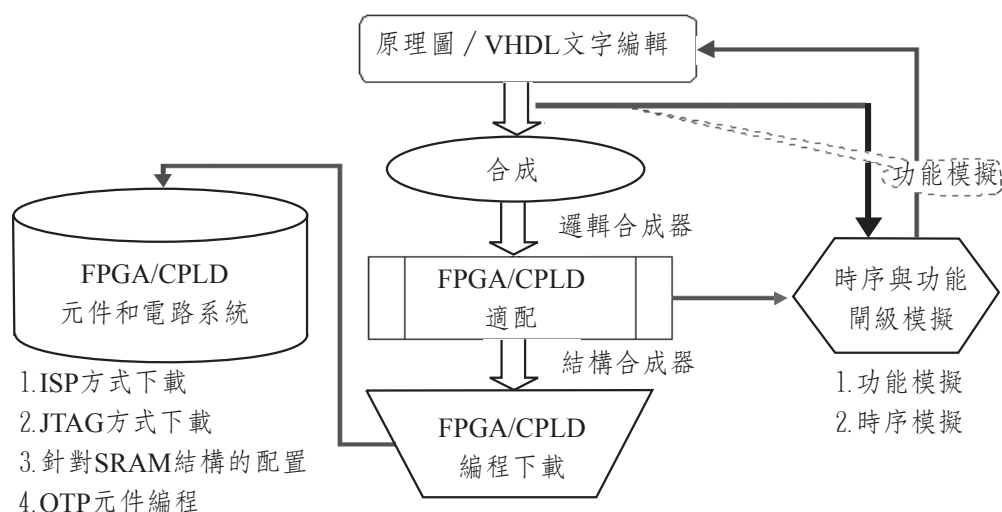 原理圖／VHDL文字編輯
功能模擬
合成
邏輯合成器
FPGA/CPLD
適配
結構合成器
時序與功能
閘級模擬
1.功能模擬
2.時序模擬
FPGA/CPLD
編程下載
FPGA/CPLD
元件和電路系統
1.ISP方式下載
2.JTAG方式下載
3.針對SRAM結構的配置
4.OTP元件編程